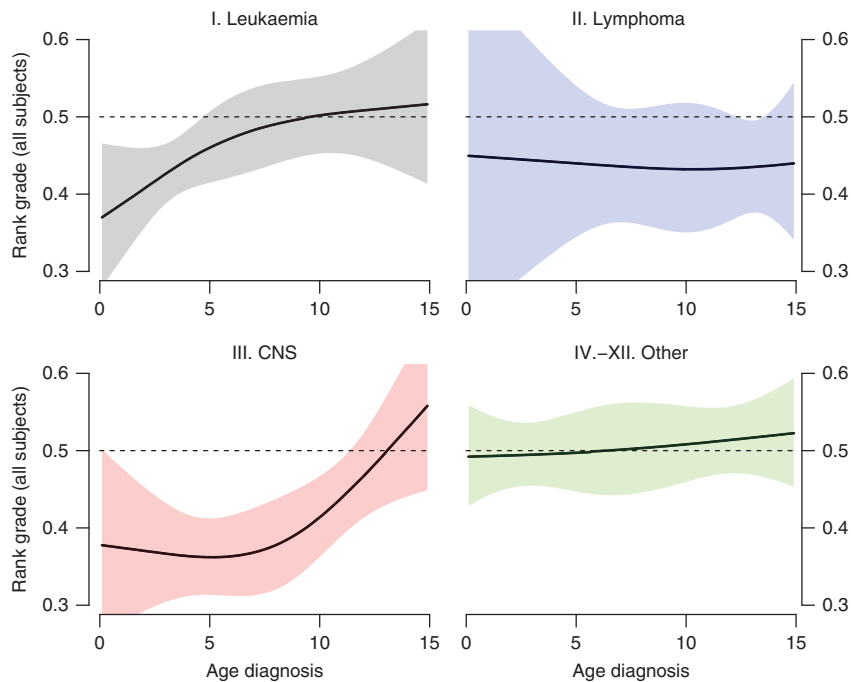 I. Leukaemia
II. Lymphoma
Rank grade (all subjects)
0.6
0.5
0.4
0.3
0 5 10 15
0.6
0.5
0.4
0.3
0 5 10 15
III. CNS
IV.–XII. Other
Rank grade (all subjects)
0.6
0.5
0.4
0.3
0 5 10 15
Age diagnosis
0.6
0.5
0.4
0.3
0 5 10 15
Age diagnosis